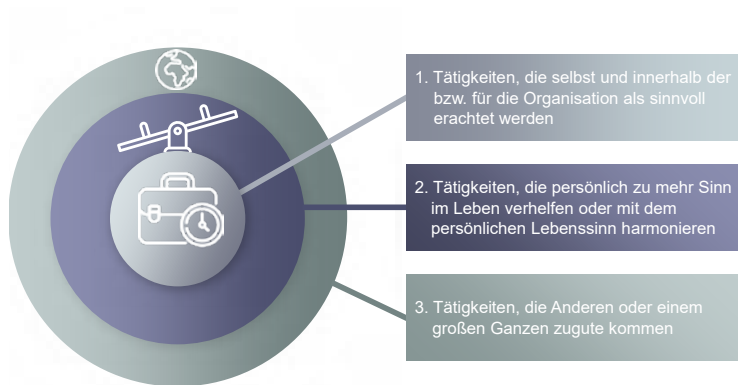 1. Tätigkeiten, die selbst und innerhalb der
bzw. für die Organisation als sinnvoll
erachtet werden
2. Tätigkeiten, die persönlich zu mehr Sinn
im Leben verhelfen oder mit dem
persönlichen Lebenssinn harmonieren
3. Tätigkeiten, die Anderen oder einem
großen Ganzen zugute kommen